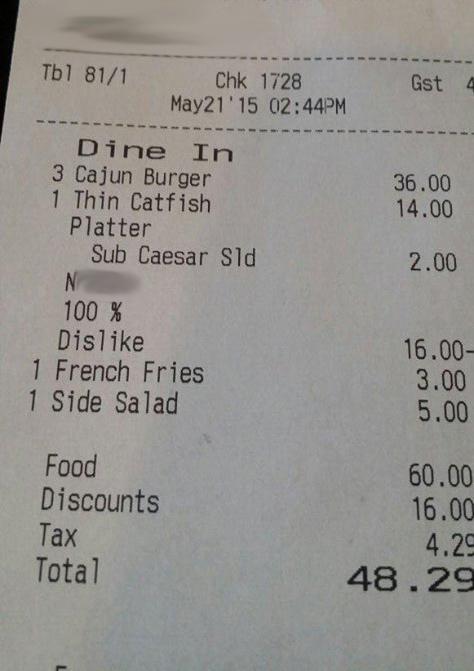 Tbl 81/1 Chk 1728 Gst 4
May21'15 02:44PM
Dine In
3 Cajun Burger 36.00
1 Thin Catfish 14.00
Platter
Sub Caesar Sld 2.00
N
100 %
Dislike 16.00-
1 French Fries 3.00
1 Side Salad 5.00
Food 60.00
Discounts 16.00
Tax 4.29
Total 48.29